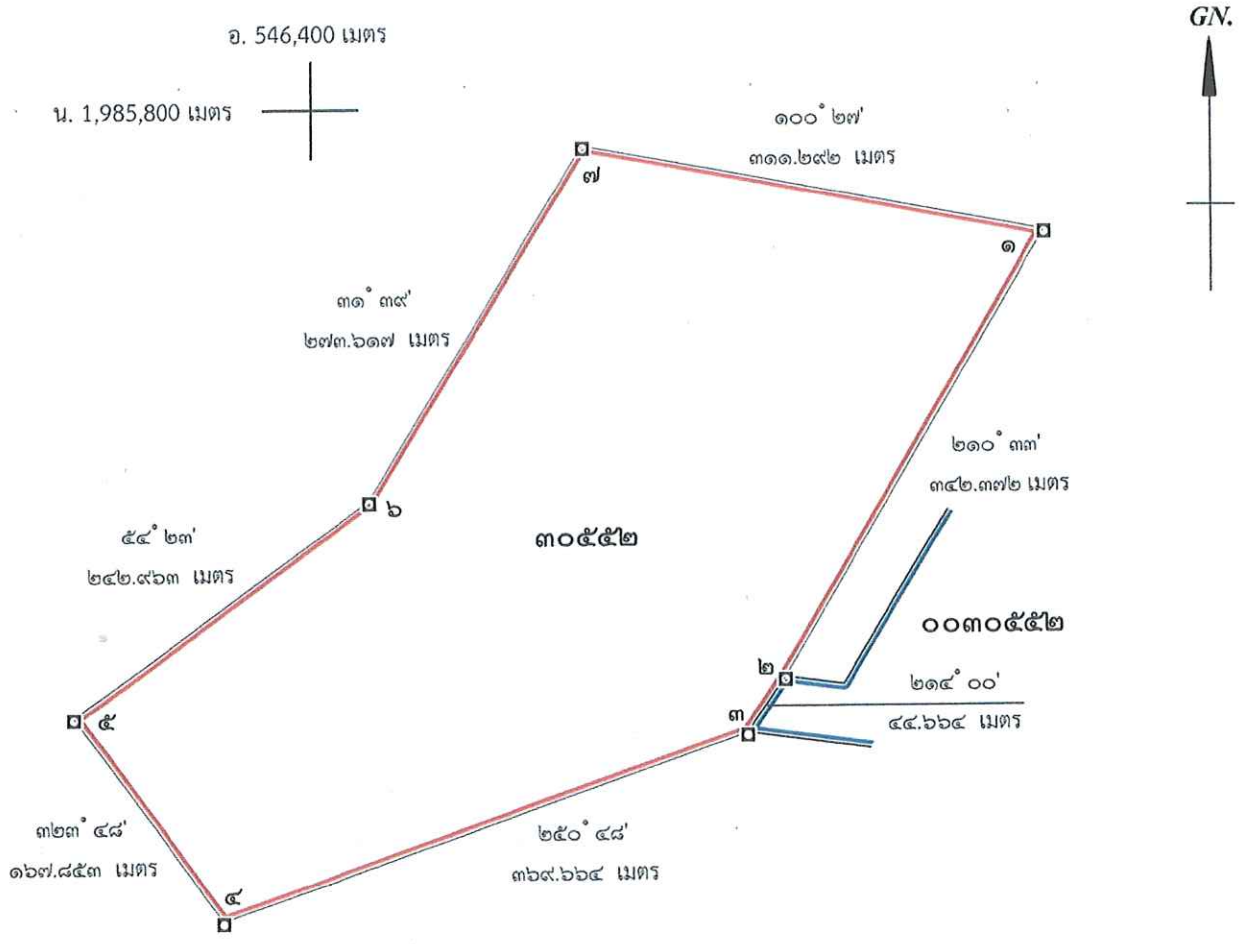 GN.
อ. 546,400 เมตร
น. 1,985,800 เมตร
๑๐๐° ๒๗'
๓๑๑.๒๙๒ เมตร
๗
๑
๓๑° ๓๙'
๒๗๓.๖๑๗ เมตร
๒๑๐° ๓๓'
๓๔๒.๓๗๒ เมตร
๖
๕๔° ๒๓'
๒๔๒.๙๖๓ เมตร
๓๐๕๕๒
๐๐๓๐๕๕๒
๒
๒๑๔° ๐๐'
๔๔.๖๖๔ เมตร
๓
๕
๓๒๓° ๔๘'
๑๖๗.๘๕๓ เมตร
๒๕๐° ๔๘'
๓๖๙.๖๖๔ เมตร
๔